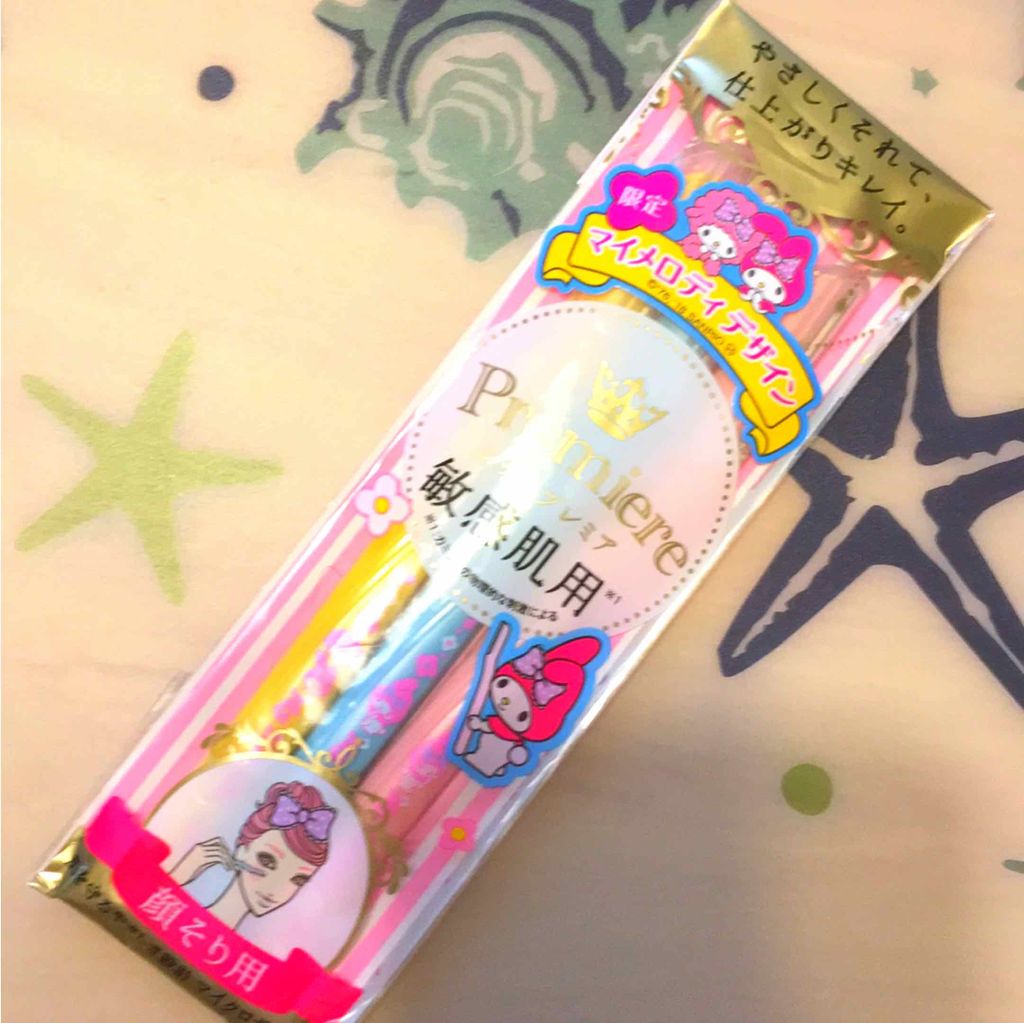 やさしくそれて、
仕上がりキレイ。
限定
マイメロディデザイン
Premiere
プレミア
敏感肌用
※1
顔そり用